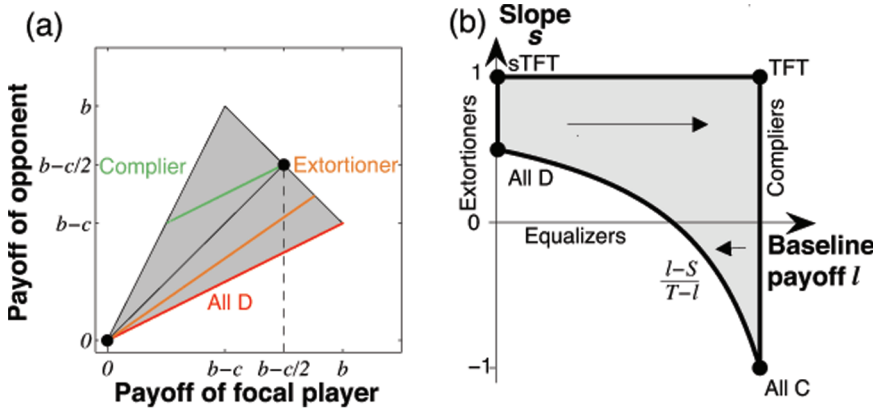 (a)
Payoff of opponent
b
b−c/2
b−c
0
Complier
Extortioner
All D
0
b−c
b−c/2
b
Payoff of focal player
(b)
Slope
s
1
sTFT
TFT
Extortioners
Compliers
All D
0
Equalizers
Baseline
payoff l
l−S
T−l
−1
All C